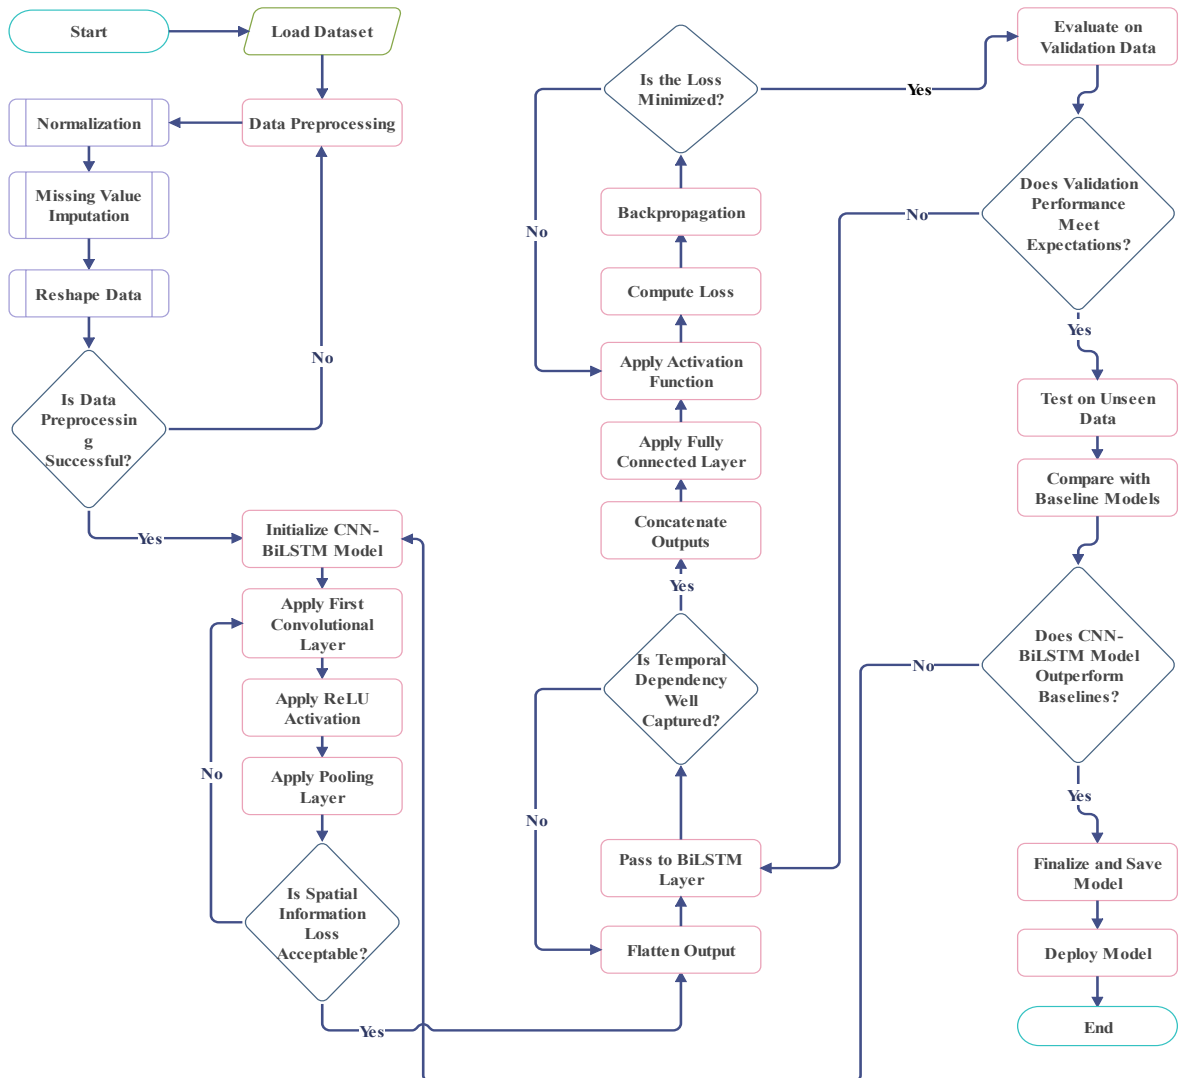 Start
Load Dataset
Data Preprocessing
Normalization
Missing Value
Imputation
Reshape Data
Is Data
Preprocessin
g
Successful?
No
Yes
Initialize CNN-
BiLSTM Model
Apply First
Convolutional
Layer
Apply ReLU
Activation
Apply Pooling
Layer
Is Spatial
Information
Loss
Acceptable?
No
Yes
Flatten Output
Pass to BiLSTM
Layer
Is Temporal
Dependency
Well
Captured?
No
Yes
Concatenate
Outputs
Apply Fully
Connected Layer
Apply Activation
Function
Compute Loss
Backpropagation
Is the Loss
Minimized?
No
Yes
Evaluate on
Validation Data
Does Validation
Performance
Meet
Expectations?
No
Yes
Test on Unseen
Data
Compare with
Baseline Models
Does CNN-
BiLSTM Model
Outperform
Baselines?
No
Yes
Finalize and Save
Model
Deploy Model
End